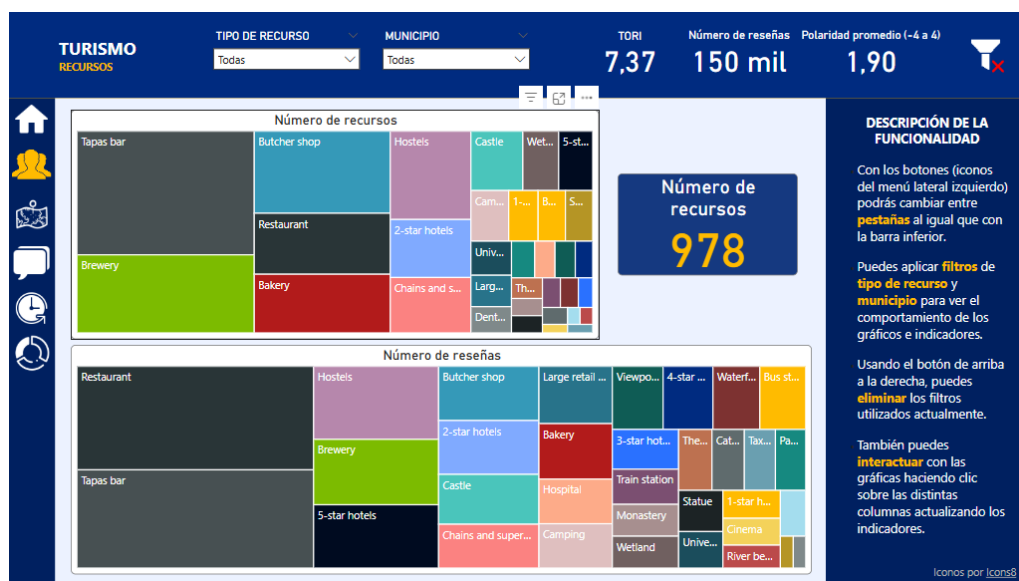 TURISMO
RECURSOS
TIPO DE RECURSO
Todas
MUNICIPIO
Todas
TORI
7,37
Número de reseñas
150 mil
Polaridad promedio (-4 a 4)
1,90
Número de recursos
Tapas bar
Butcher shop
Hostels
Castle
Wet...
5-st...
Cam...
1-...
B...
S...
Restaurant
2-star hotels
Univ...
Brewery
Bakery
Chains and s...
Larg...
Th...
Dent...
Número de
recursos
978
Número de reseñas
Restaurant
Hostels
Butcher shop
Large retail ...
Viewpo...
4-star ...
Waterf...
Bus st...
2-star hotels
Bakery
3-star hot...
The...
Cat...
Tax...
Pa...
Brewery
Tapas bar
Castle
Hospital
Train station
Statue
1-star h...
5-star hotels
Monastery
Chains and super...
Camping
Cinema
Wetland
Unive...
River be...
DESCRIPCIÓN DE LA
FUNCIONALIDAD
Con los botones (iconos
del menú lateral izquierdo)
podrás cambiar entre
pestañas al igual que con
la barra inferior.
Puedes aplicar filtros de
tipo de recurso y
municipio para ver el
comportamiento de los
gráficos e indicadores.
Usando el botón de arriba
a la derecha, puedes
eliminar los filtros
utilizados actualmente.
También puedes
interactuar con las
gráficas haciendo clic
sobre las distintas
columnas actualizando los
indicadores.
Iconos por Icons8